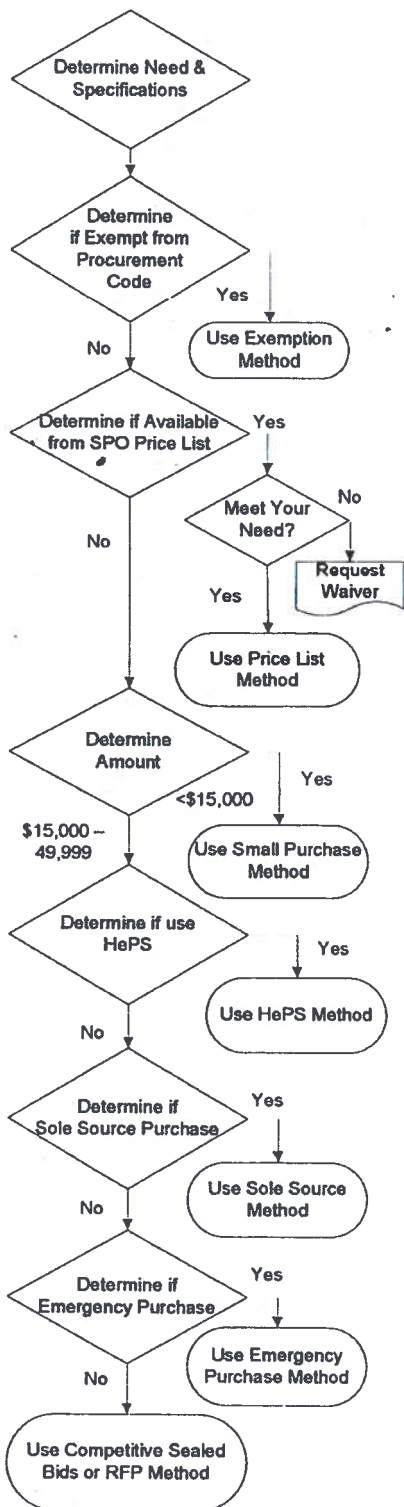 Determine Need &
Specifications
Determine
if Exempt from
Procurement
Code
Yes
No
Use Exemption
Method
Determine if Available
from SPO Price List
Yes
No
Meet Your
Need?
No
Request
Waiver
Yes
Use Price List
Method
Determine
Amount
<$15,000
Yes
$15,000 –
49,999
Use Small Purchase
Method
Determine if use
HePS
Yes
No
Use HePS Method
Determine if
Sole Source Purchase
Yes
No
Use Sole Source
Method
Determine if
Emergency Purchase
Yes
No
Use Emergency
Purchase Method
Use Competitive Sealed
Bids or RFP Method